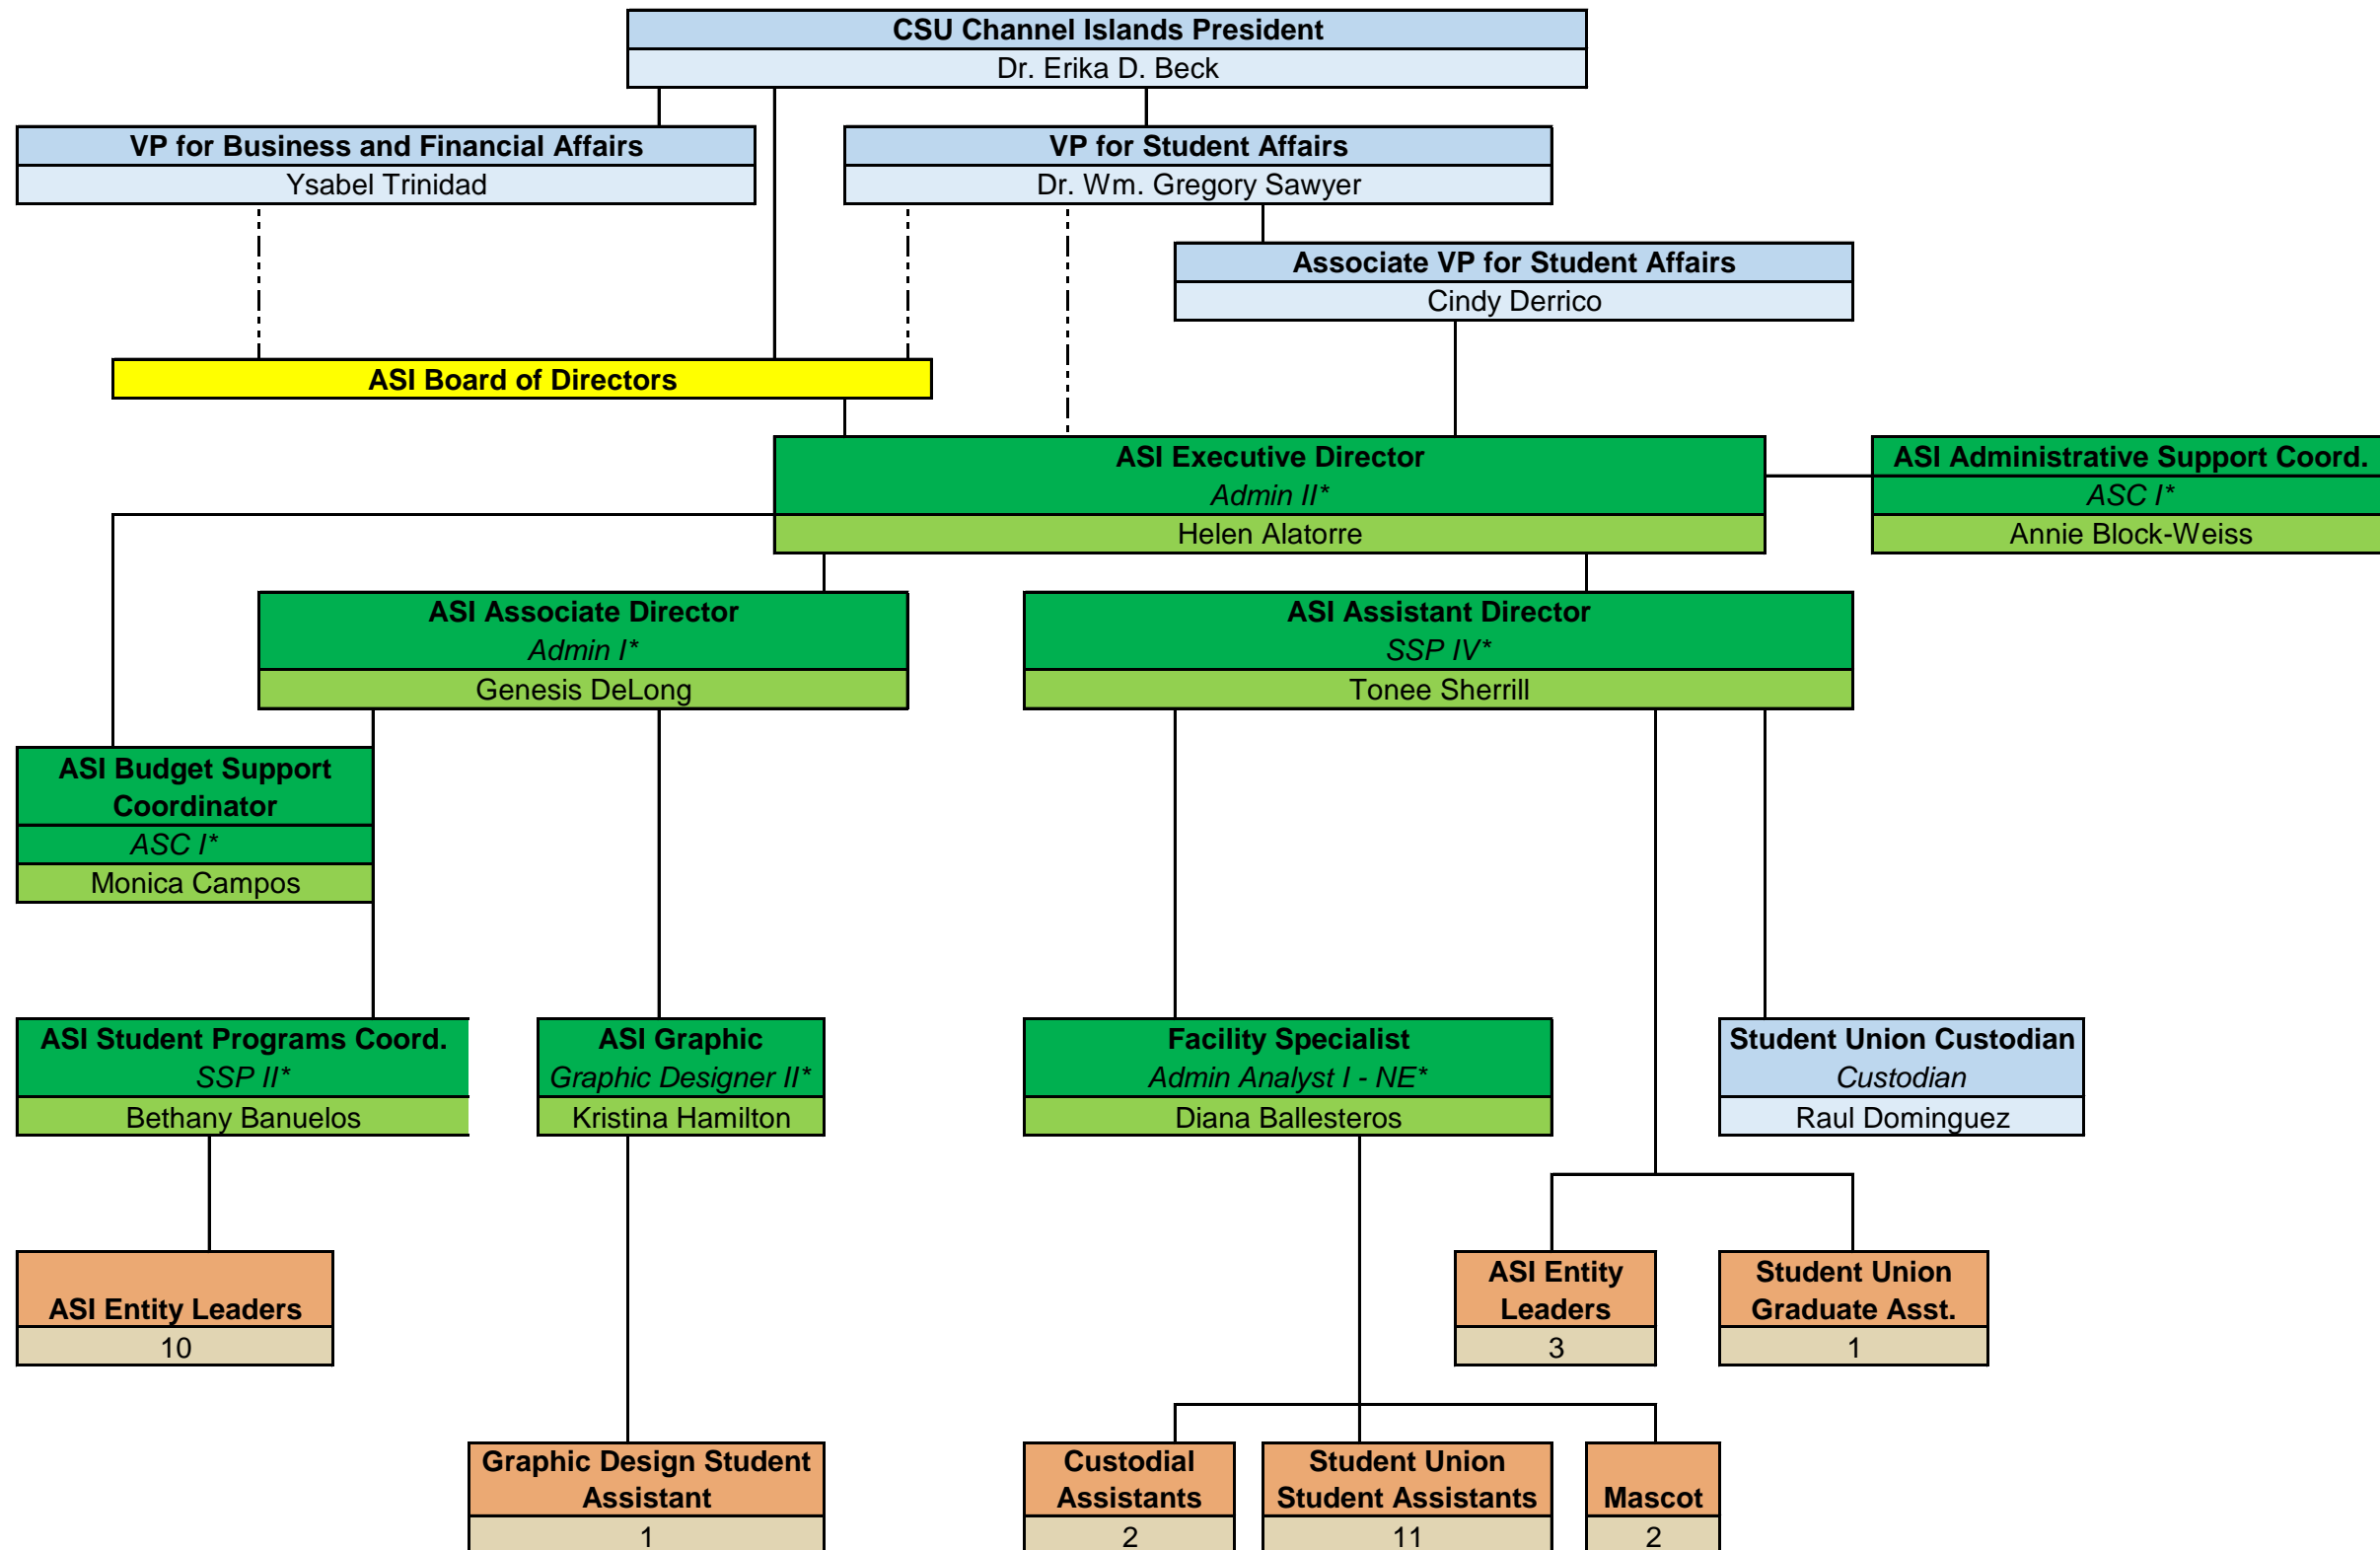 CSU Channel Islands President
Dr. Erika D. Beck
VP for Business and Financial Affairs
Ysabel Trinidad
VP for Student Affairs
Dr. Wm. Gregory Sawyer
Associate VP for Student Affairs
Cindy Derrico
ASI Board of Directors
ASI Executive Director
Admin II*
Helen Alatorre
ASI Administrative Support Coord.
ASC I*
Annie Block-Weiss
ASI Associate Director
Admin I*
Genesis DeLong
ASI Assistant Director
SSP IV*
Tonee Sherrill
ASI Budget Support
Coordinator
ASC I*
Monica Campos
ASI Student Programs Coord.
SSP II*
Bethany Banuelos
ASI Graphic
Graphic Designer II*
Kristina Hamilton
Facility Specialist
Admin Analyst I - NE*
Diana Ballesteros
Student Union Custodian
Custodian
Raul Dominguez
ASI Entity Leaders
10
ASI Entity
Leaders
3
Student Union
Graduate Asst.
1
Graphic Design Student
Assistant
1
Custodial
Assistants
2
Student Union
Student Assistants
11
Mascot
2